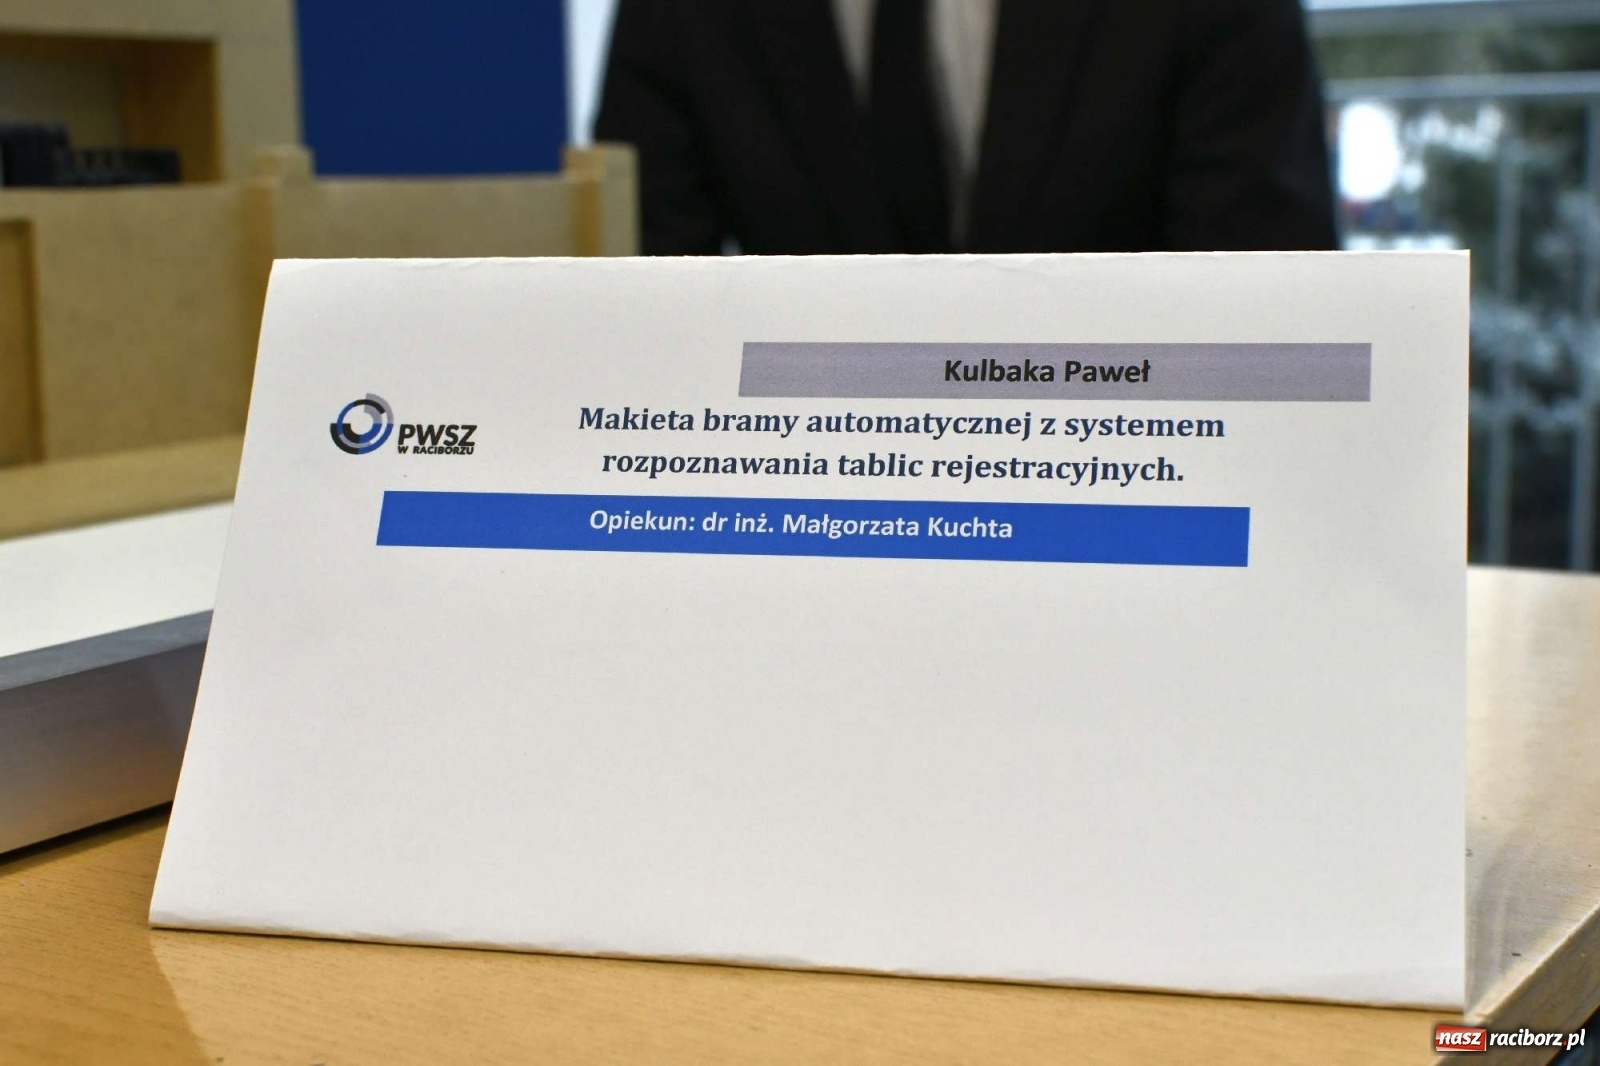 Kulbaka Paweł
Makieta bramy automatycznej z systemem
rozpoznawania tablic rejestracyjnych.
PWSZ
W RACIBORZU
Opiekun: dr inż. Małgorzata Kuchta
nasz raciborz.pl